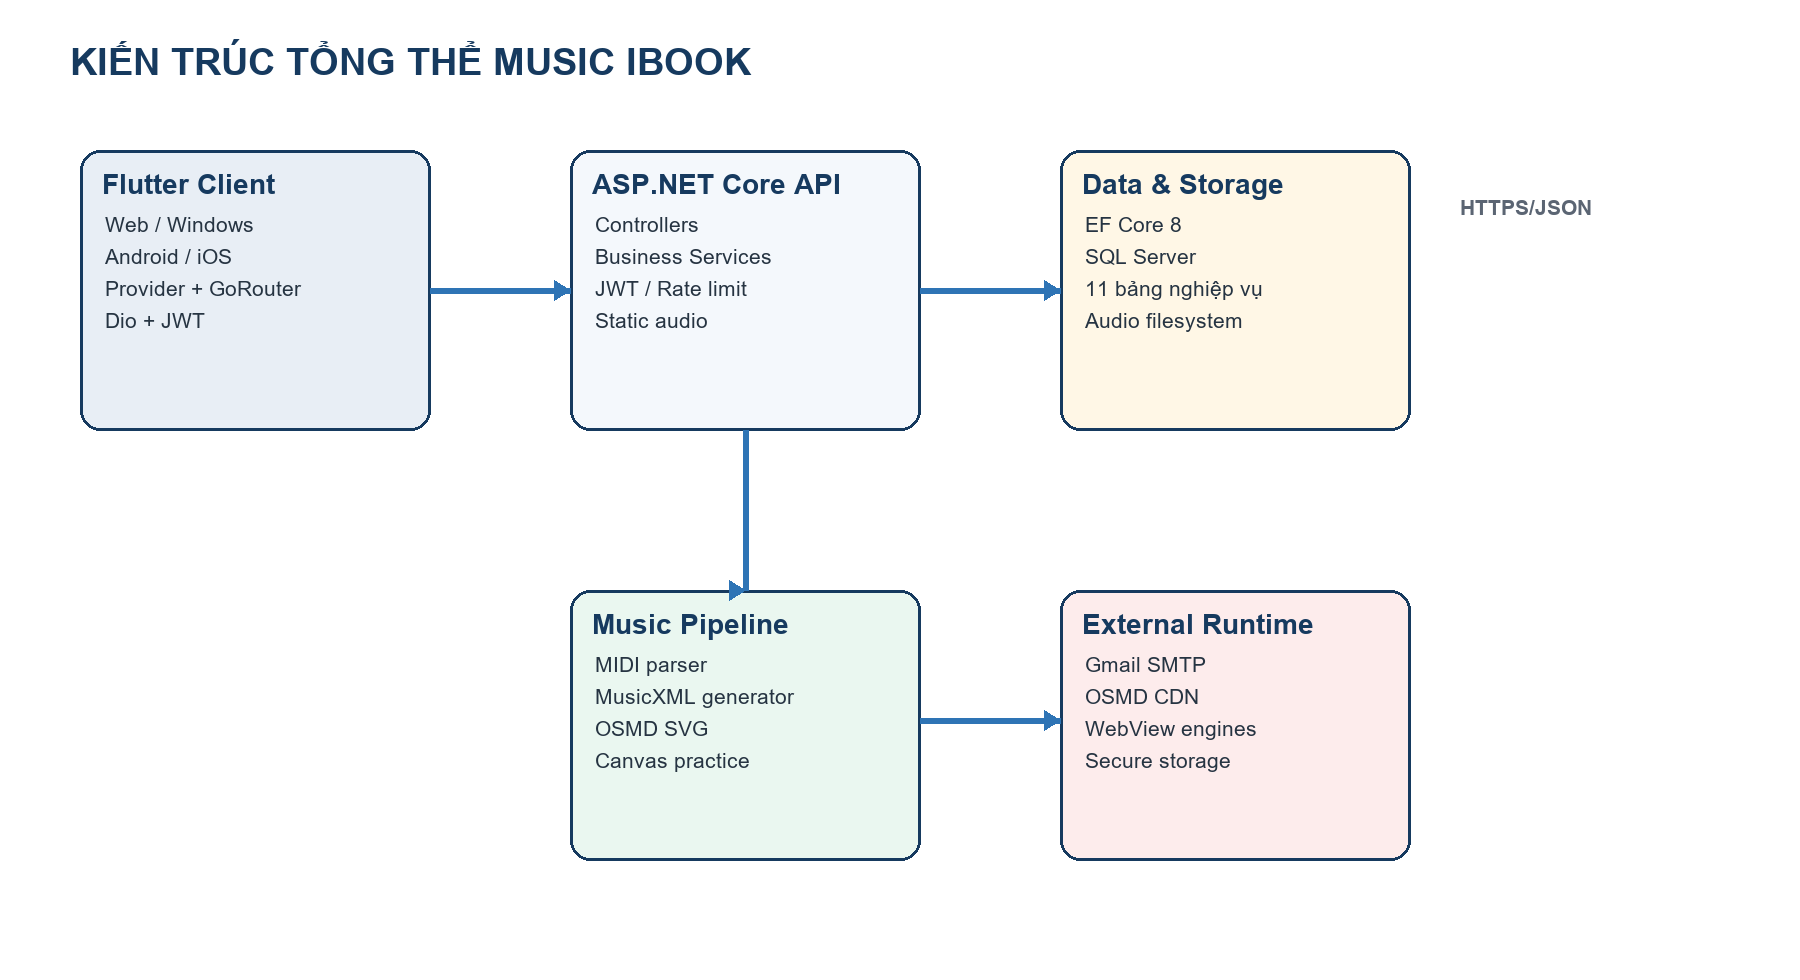 KIẾN TRÚC TỔNG THỂ MUSIC IBOOK
Flutter Client
Web / Windows
Android / iOS
Provider + GoRouter
Dio + JWT
ASP.NET Core API
Controllers
Business Services
JWT / Rate limit
Static audio
Data & Storage
EF Core 8
SQL Server
11 bảng nghiệp vụ
Audio filesystem
HTTPS/JSON
Music Pipeline
MIDI parser
MusicXML generator
OSMD SVG
Canvas practice
External Runtime
Gmail SMTP
OSMD CDN
WebView engines
Secure storage